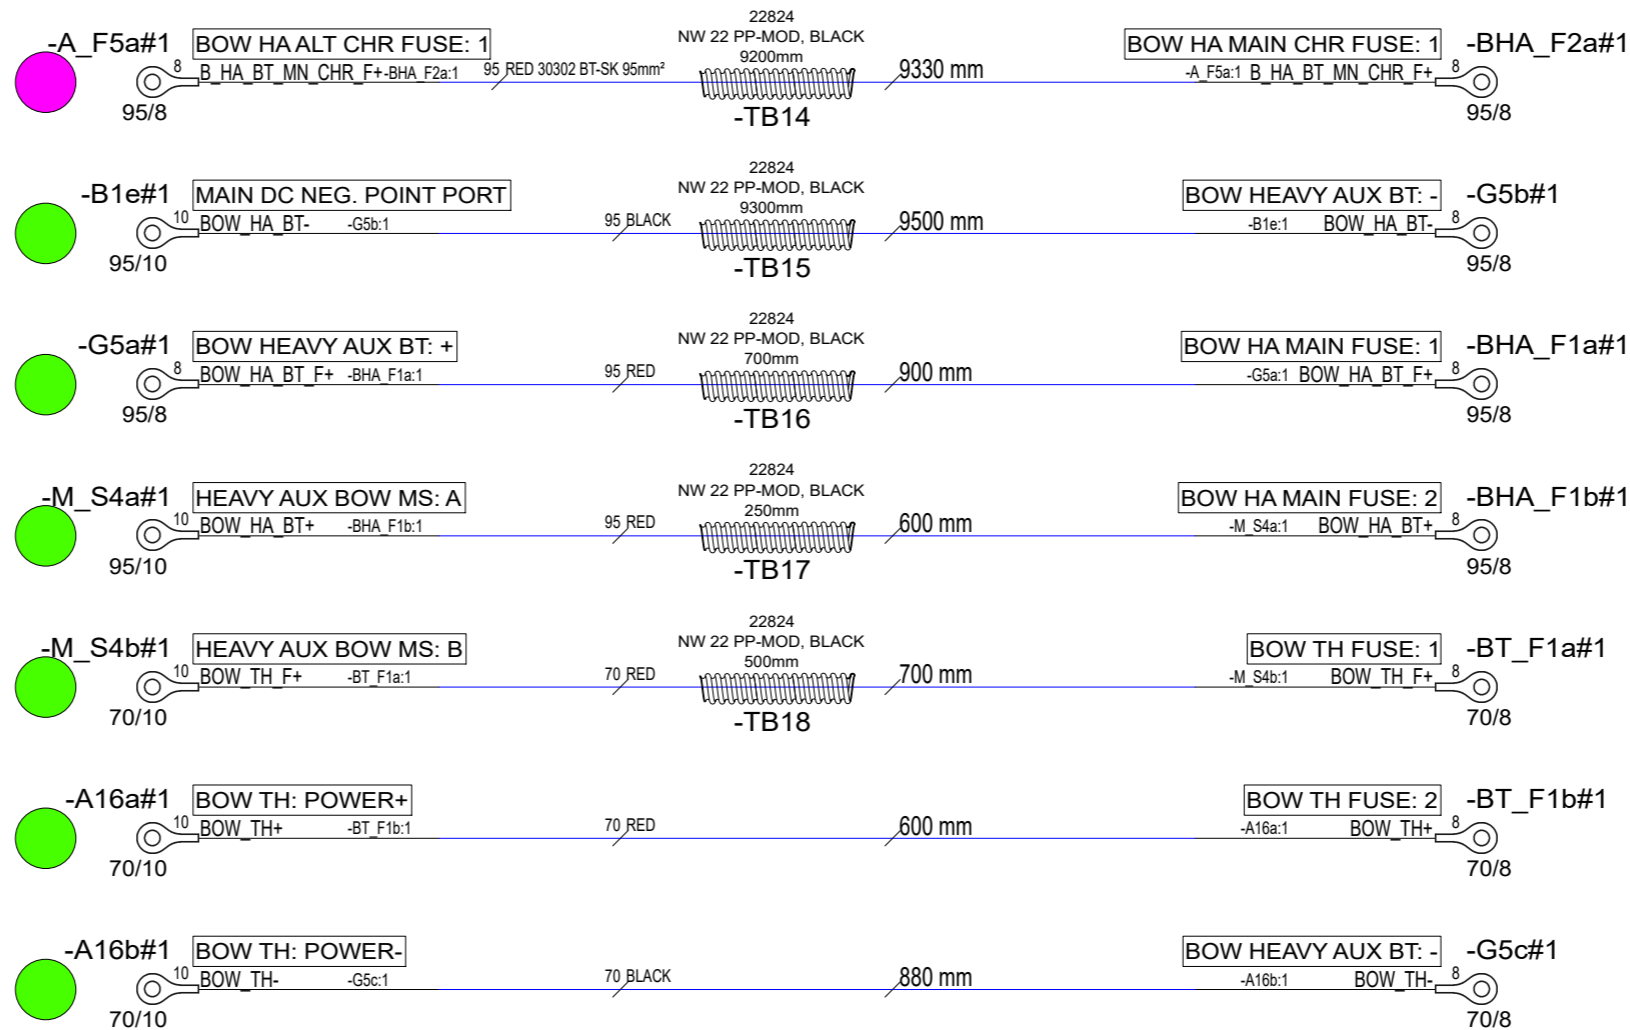 22824
NW 22 PP-MOD, BLACK
9200mm
-A_F5a#1 BOW HA ALT CHR FUSE: 1 BOW HA MAIN CHR FUSE: 1 -BHA_F2a#1
8 B_HA_BT_MN_CHR_F+ -BHA_F2a:1 95 RED 30302 BT-SK 95mm² 9330 mm -A_F5a:1 B_HA_BT_MN_CHR_F+ 8
95/8 -TB14 95/8
22824
NW 22 PP-MOD, BLACK
9300mm
-B1e#1 MAIN DC NEG. POINT PORT BOW HEAVY AUX BT: - -G5b#1
10 BOW_HA_BT- -G5b:1 95 BLACK 9500 mm -B1e:1 BOW_HA_BT- 8
95/10 -TB15 95/8
22824
NW 22 PP-MOD, BLACK
700mm
-G5a#1 BOW HEAVY AUX BT: + BOW HA MAIN FUSE: 1 -BHA_F1a#1
8 BOW_HA_BT_F+ -BHA_F1a:1 95 RED 900 mm -G5a:1 BOW_HA_BT_F+ 8
95/8 -TB16 95/8
22824
NW 22 PP-MOD, BLACK
250mm
-M_S4a#1 HEAVY AUX BOW MS: A BOW HA MAIN FUSE: 2 -BHA_F1b#1
10 BOW_HA_BT+ -BHA_F1b:1 95 RED 600 mm -M_S4a:1 BOW_HA_BT+ 8
95/10 -TB17 95/8
22824
NW 22 PP-MOD, BLACK
500mm
-M_S4b#1 HEAVY AUX BOW MS: B BOW TH FUSE: 1 -BT_F1a#1
10 BOW_TH_F+ -BT_F1a:1 70 RED 700 mm -M_S4b:1 BOW_TH_F+ 8
70/10 -TB18 70/8
-A16a#1 BOW TH: POWER+ BOW TH FUSE: 2 -BT_F1b#1
10 BOW_TH+ -BT_F1b:1 70 RED 600 mm -A16a:1 BOW_TH+ 8
70/10 70/8
-A16b#1 BOW TH: POWER- BOW HEAVY AUX BT: - -G5c#1
10 BOW_TH- -G5c:1 70 BLACK 880 mm -A16b:1 BOW_TH- 8
70/10 70/8